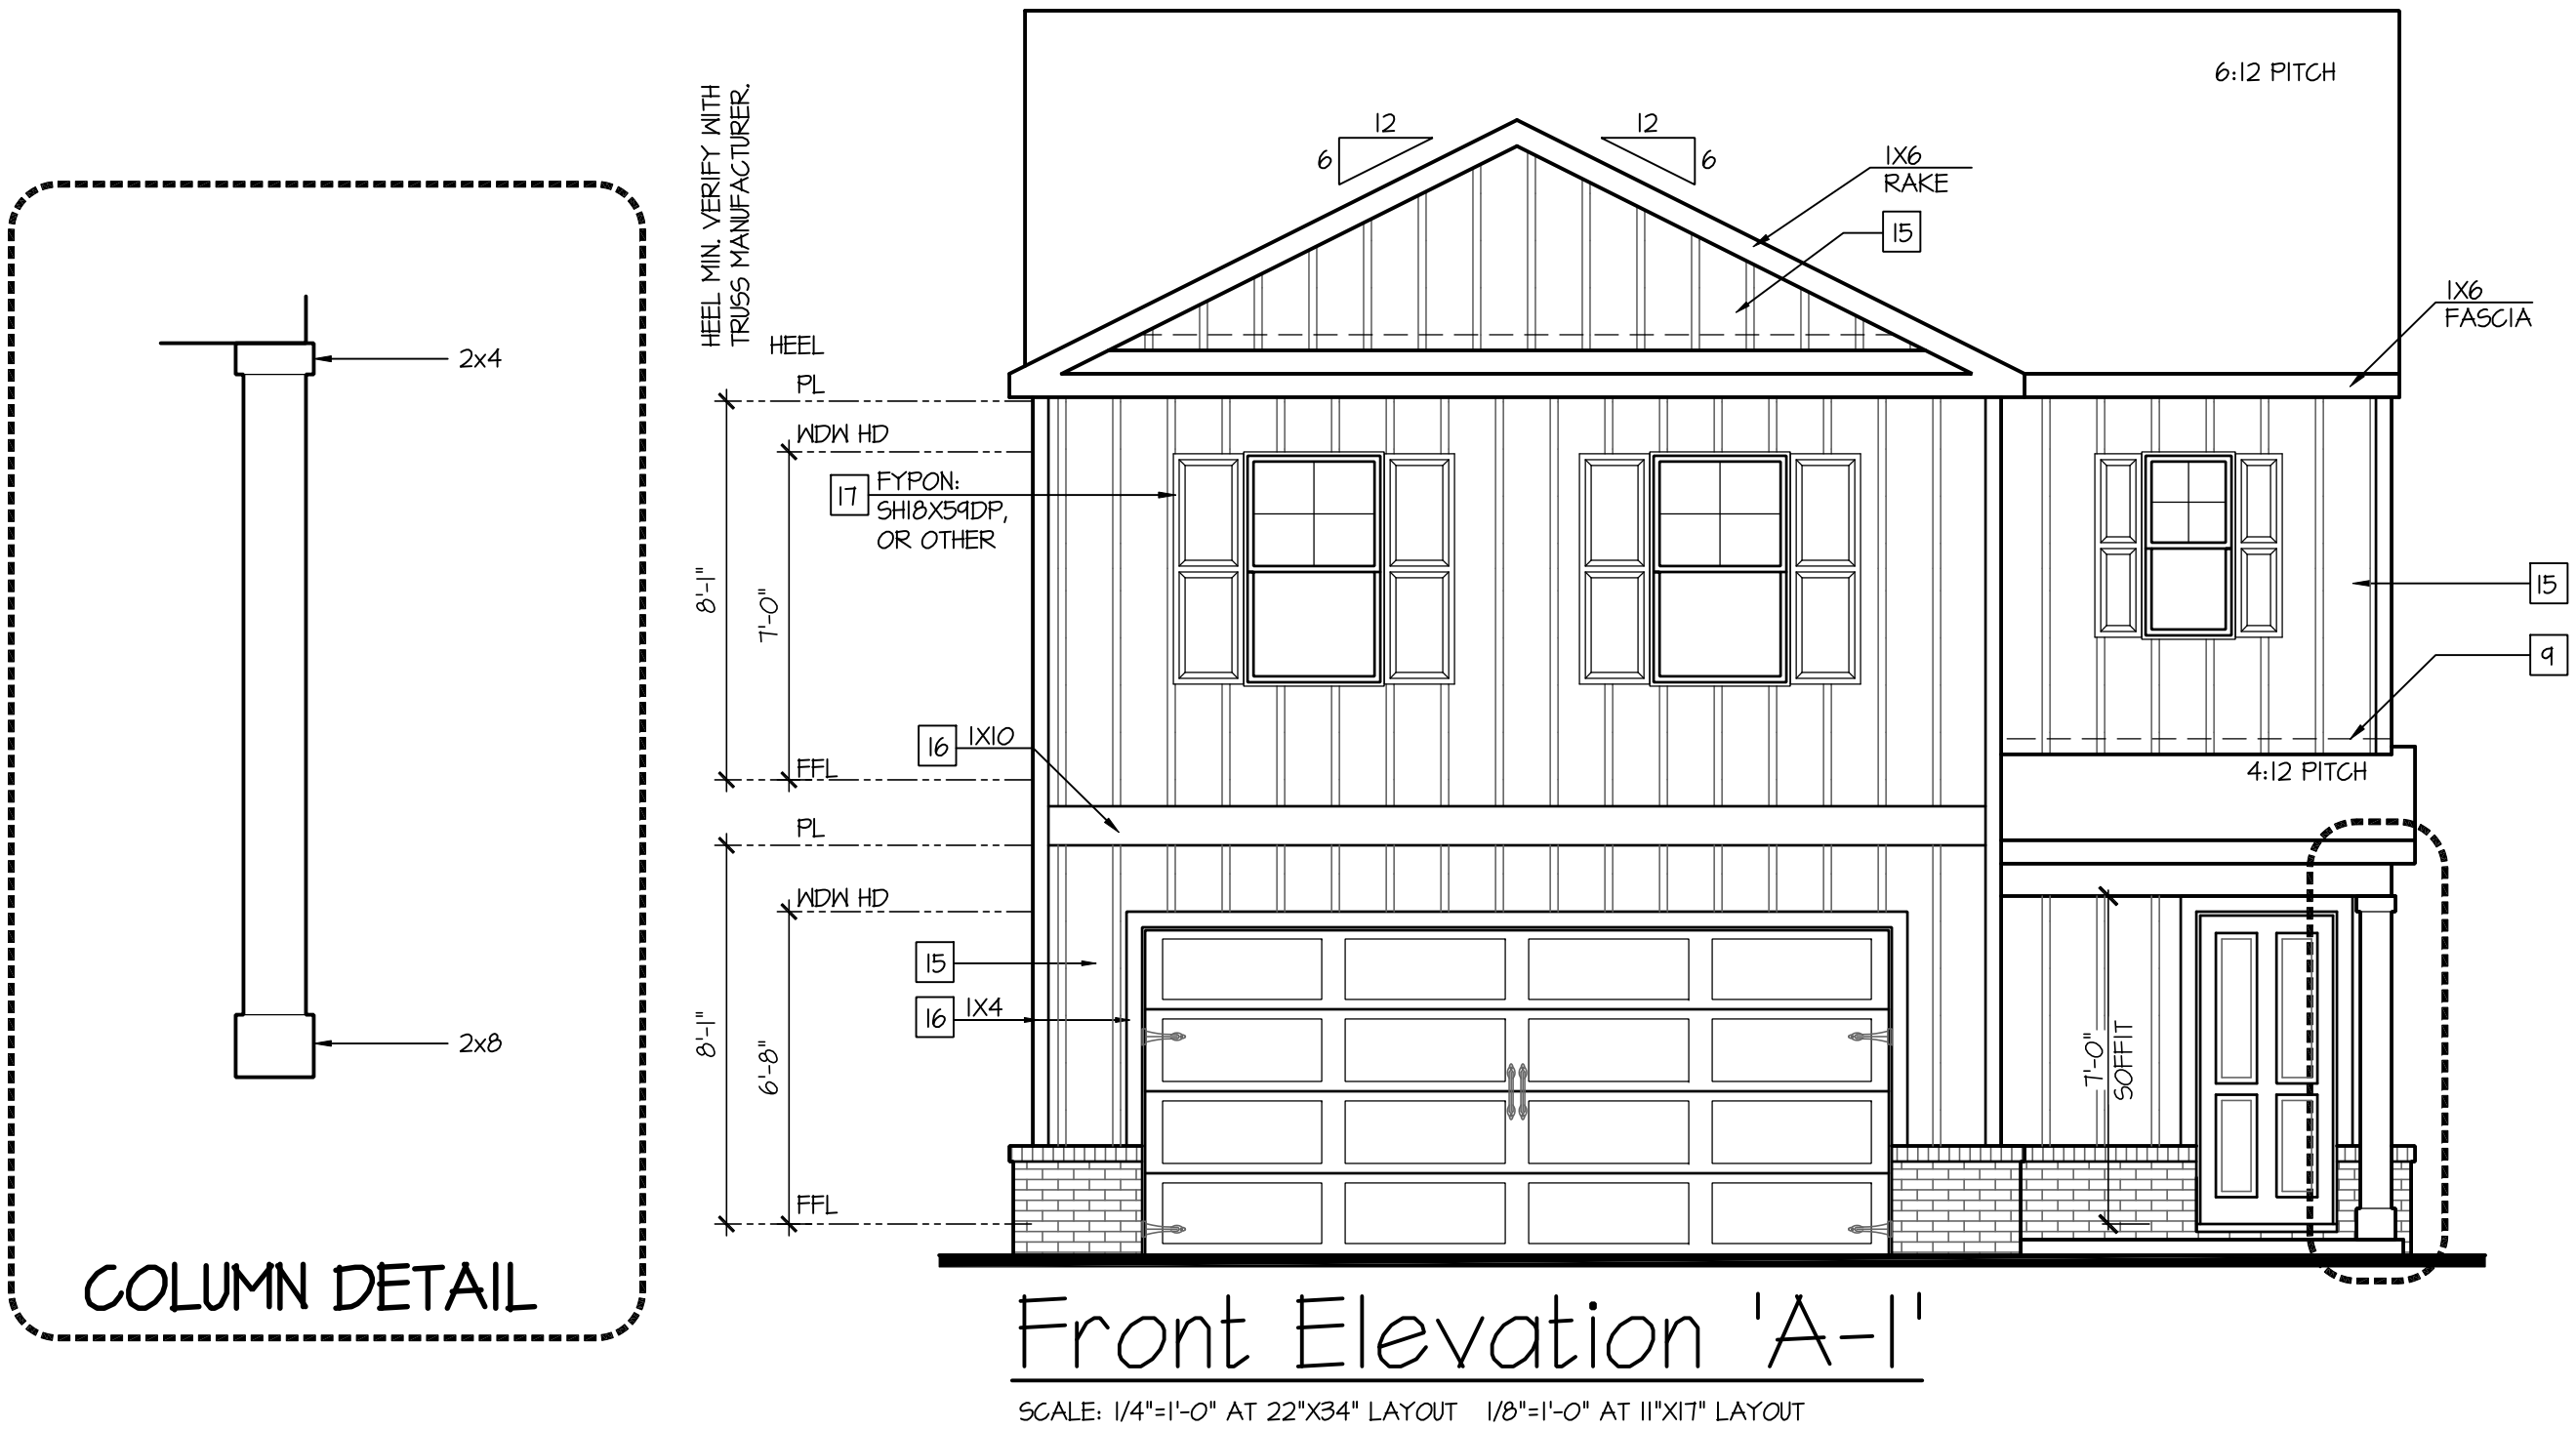 6:12 PITCH
HEEL MIN. VERIFY WITH
TRUSS MANUFACTURER.
12
6
12
6
1X6
RAKE
15
1X6
FASCIA
HEEL
PL
WDW HD
17
FYPON:
SH18X59DP,
OR OTHER
8'-1"
7'-0"
15
9
16
1X10
FFL
4:12 PITCH
PL
WDW HD
15
16
1X4
8'-1"
6'-8"
7'-0"
SOFFIT
FFL
2x4
2x8
COLUMN DETAIL
Front Elevation 'A-1'
SCALE: 1/4"=1'-0" AT 22"X34" LAYOUT 1/8"=1'-0" AT 11"X17" LAYOUT